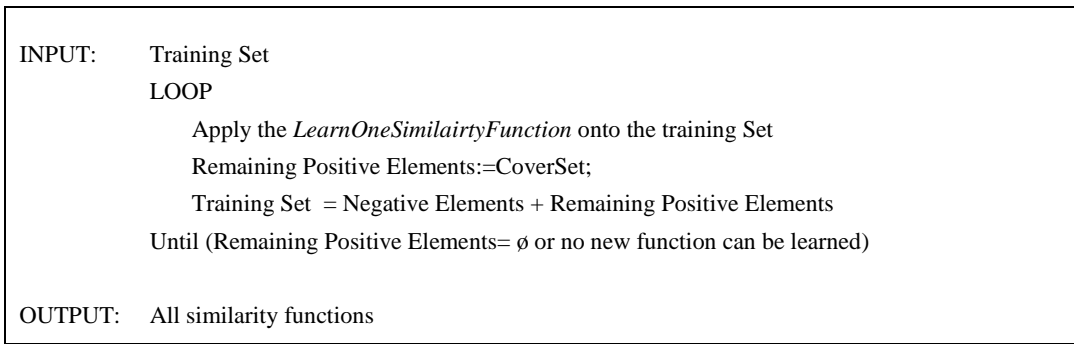 INPUT: Training Set
LOOP
Apply the LearnOneSimilairtyFunction onto the training Set
Remaining Positive Elements:=CoverSet;
Training Set = Negative Elements + Remaining Positive Elements
Until (Remaining Positive Elements= ø or no new function can be learned)
OUTPUT: All similarity functions